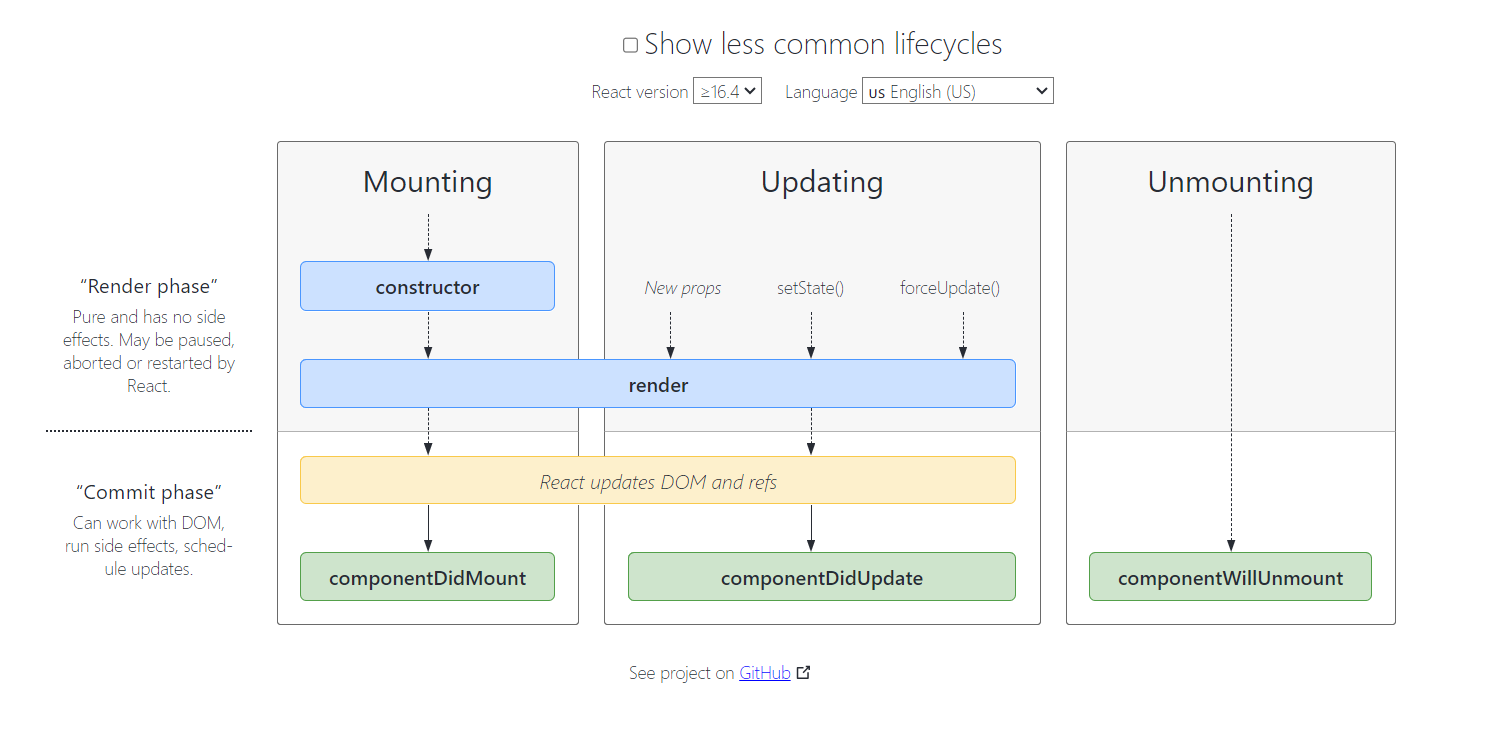 Show less common lifecycles
React version ≥16.4 Language us English (US)
Mounting
Updating
Unmounting
“Render phase”
Pure and has no side
effects. May be paused,
aborted or restarted by
React.
constructor
New props
setState()
forceUpdate()
render
“Commit phase”
Can work with DOM,
run side effects, sched-
ule updates.
React updates DOM and refs
componentDidMount
componentDidUpdate
componentWillUnmount
See project on GitHub